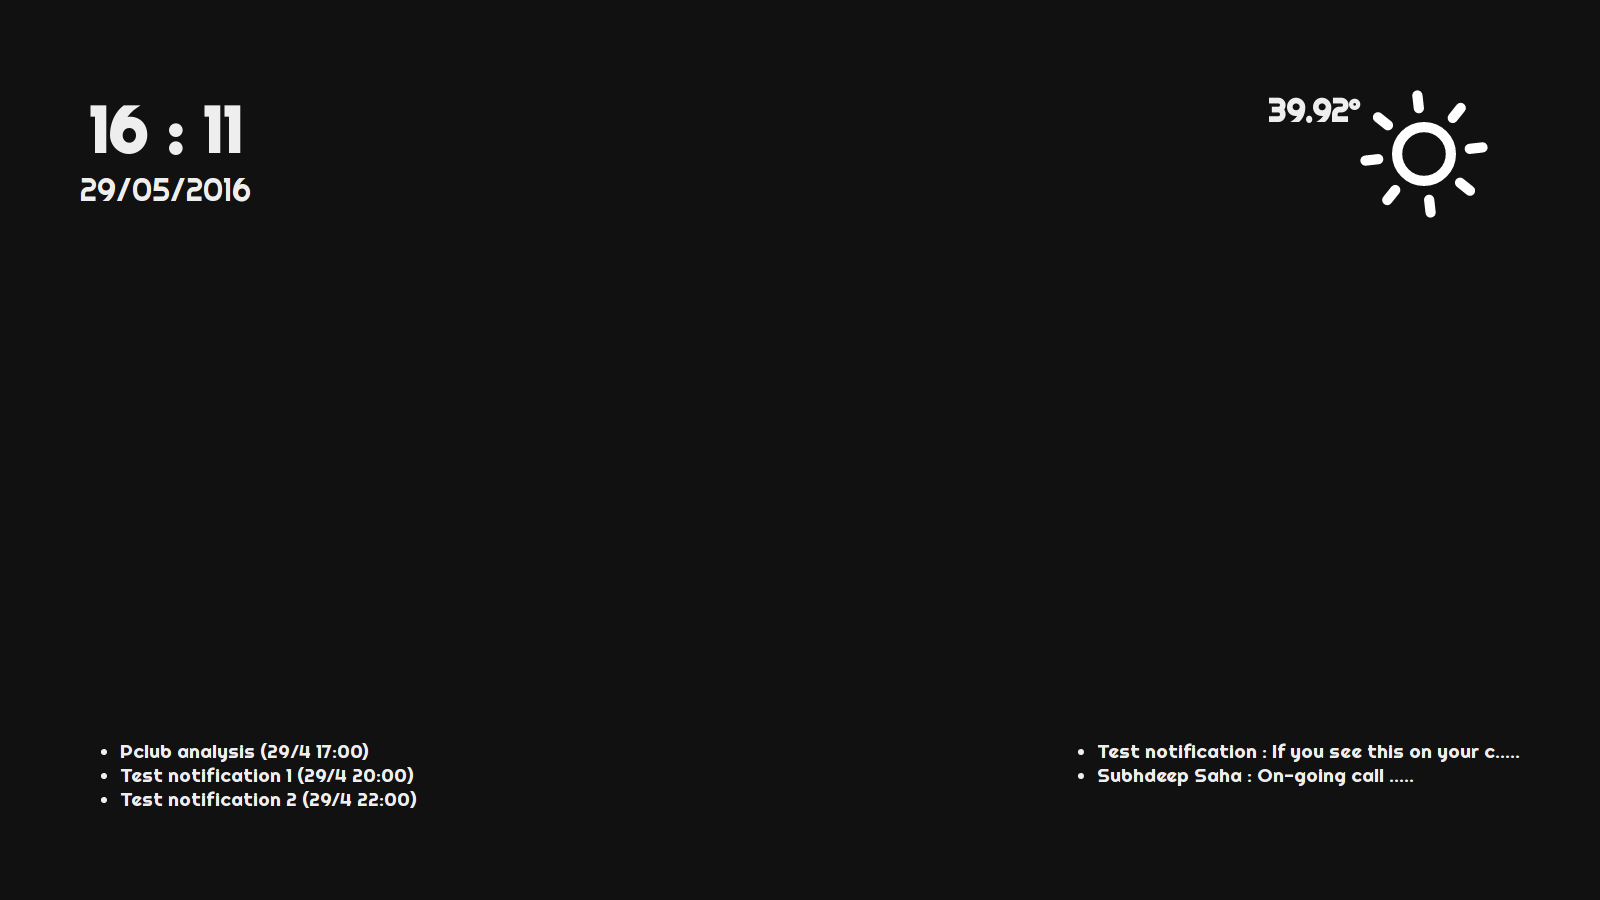 16 : 11
29/05/2016
39.92°
Pclub analysis (29/4 17:00)
Test notification 1 (29/4 20:00)
Test notification 2 (29/4 22:00)
Test notification : If you see this on your c.....
Subhdeep Saha : On-going call .....